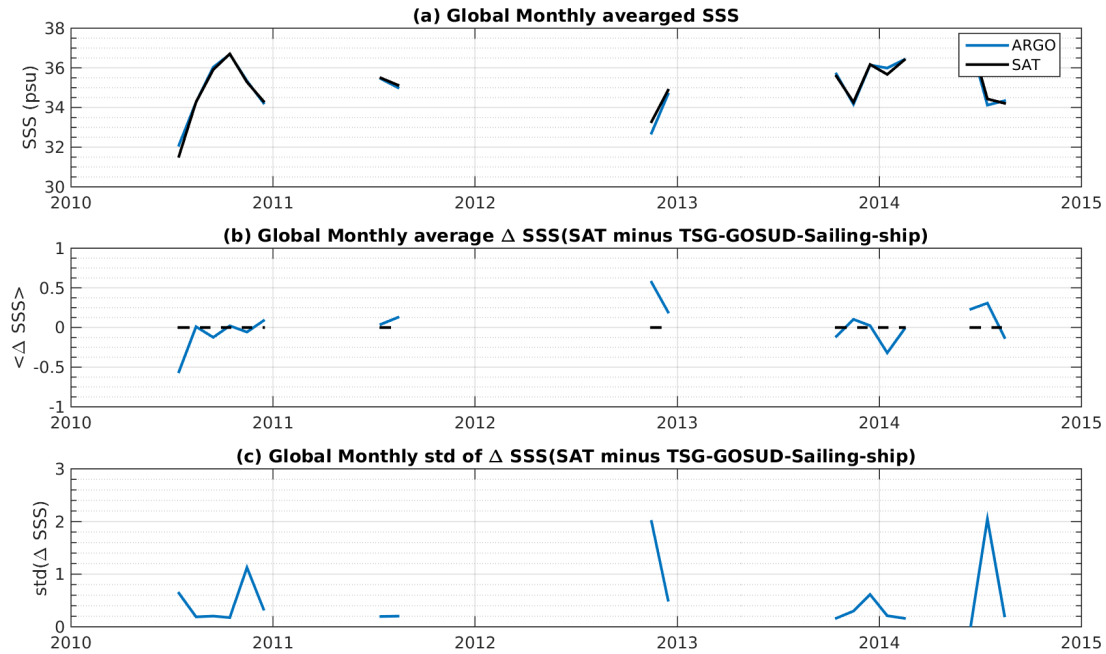 (a) Global Monthly avearged SSS
38
36
34
32
30
SSS (psu)
ARGO
SAT
2010 2011 2012 2013 2014 2015
(b) Global Monthly average Δ SSS(SAT minus TSG-GOSUD-Sailing-ship)
1
0.5
0
-0.5
-1
<Δ SSS>
2010 2011 2012 2013 2014 2015
(c) Global Monthly std of Δ SSS(SAT minus TSG-GOSUD-Sailing-ship)
3
2
1
0
std(Δ SSS)
2010 2011 2012 2013 2014 2015